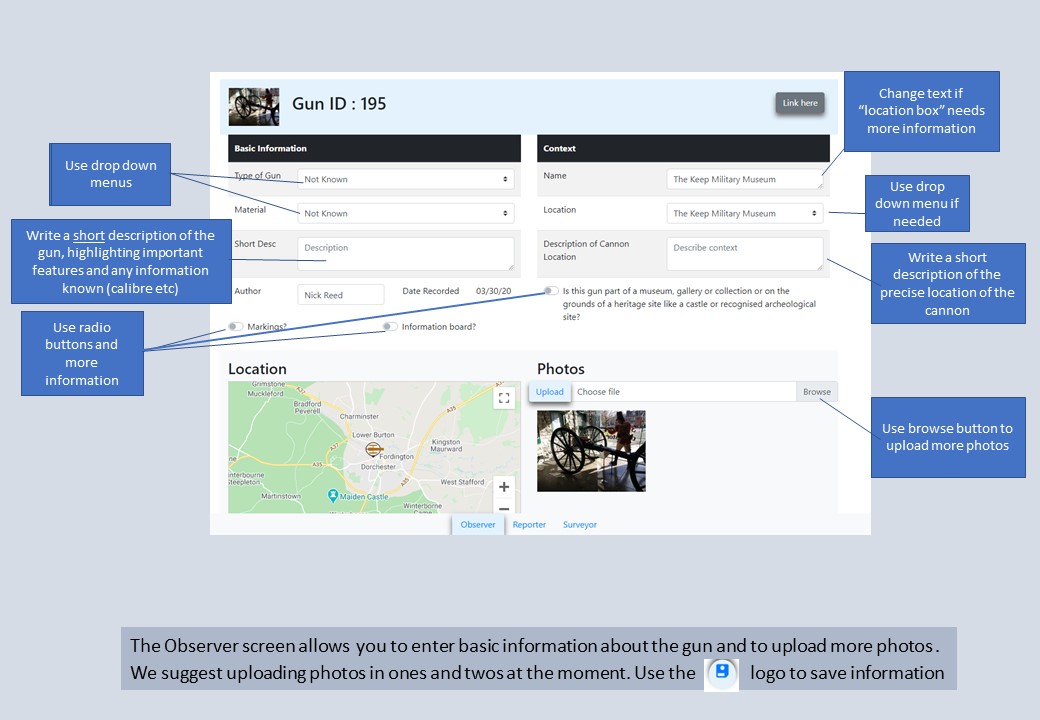 Gun ID : 195
Link here
Change text if
“location box” needs
more information
Basic Information
Context
Use drop down
menus
Type of Gun
Not Known
Name
The Keep Military Museum
Material
Not Known
Location
The Keep Military Museum
Use drop
down menu if
needed
Write a short description of the
gun, highlighting important
features and any information
known (calibre etc)
Short Desc
Description
Description of Cannon
Location
Describe context
Write a short
description of the
precise location of the
cannon
Author
Nick Reed
Date Recorded
03/30/20
Is this gun part of a museum, gallery or collection or on the
grounds of a heritage site like a castle or recognised archeological
site?
Use radio
buttons and
more
information
Markings?
Information board?
Location
Photos
Upload
Choose file
Browse
Grimstone
Muckleford
Bradford
Peverell
Charminster
A35
A37
Lower Burton
Kingston
Maurward
Fordington
Dorchester
A35
nterbourne
Steepleton
West Stafford
Martinstown
Maiden Castle
Winterborne
Came
Use browse button to
upload more photos
Observer
Reporter
Surveyor
The Observer screen allows you to enter basic information about the gun and to upload more photos.
We suggest uploading photos in ones and twos at the moment. Use the logo to save information